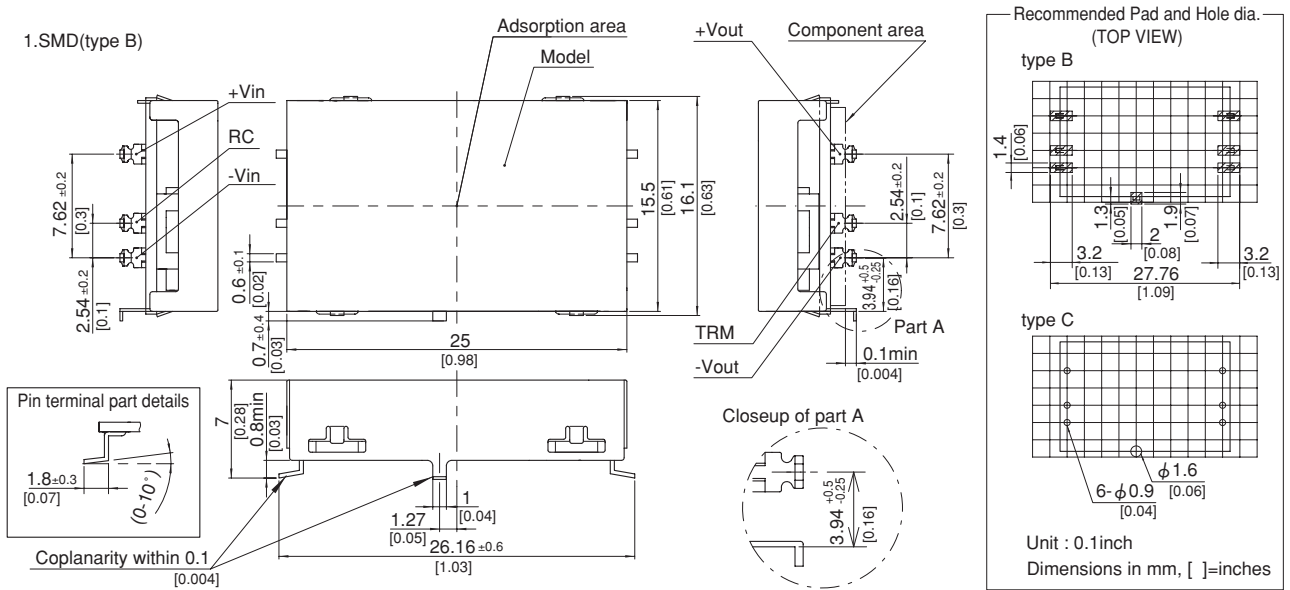 1.SMD(type B)
Adsorption area
Model
+Vin
RC
-Vin
7.62 ±0.2
[0.3]
2.54 ±0.2
[0.1]
0.6 ±0.1
[0.02]
0.7±0.4
[0.03]
15.5
[0.61]
16.1
[0.63]
25
[0.98]
+Vout
Component area
2.54±0.2
[0.1]
7.62±0.2
[0.3]
3.94 +0.5 -0.25
[0.16]
Part A
TRM
-Vout
0.1min
[0.004]
Pin terminal part details
1.8±0.3
[0.07]
(0-10°)
7
[0.28]
0.8min
[0.03]
1
[0.04]
1.27
[0.05]
26.16 ±0.6
[1.03]
Coplanarity within 0.1
[0.004]
Closeup of part A
3.94 +0.5 -0.25
[0.16]
Recommended Pad and Hole dia.
(TOP VIEW)
type B
1.4
[0.06]
1.3
[0.05]
1.9
[0.07]
2
[0.08]
3.2
[0.13]
3.2
[0.13]
27.76
[1.09]
type C
ϕ1.6
[0.06]
6-ϕ0.9
[0.04]
Unit : 0.1inch
Dimensions in mm, [ ]=inches